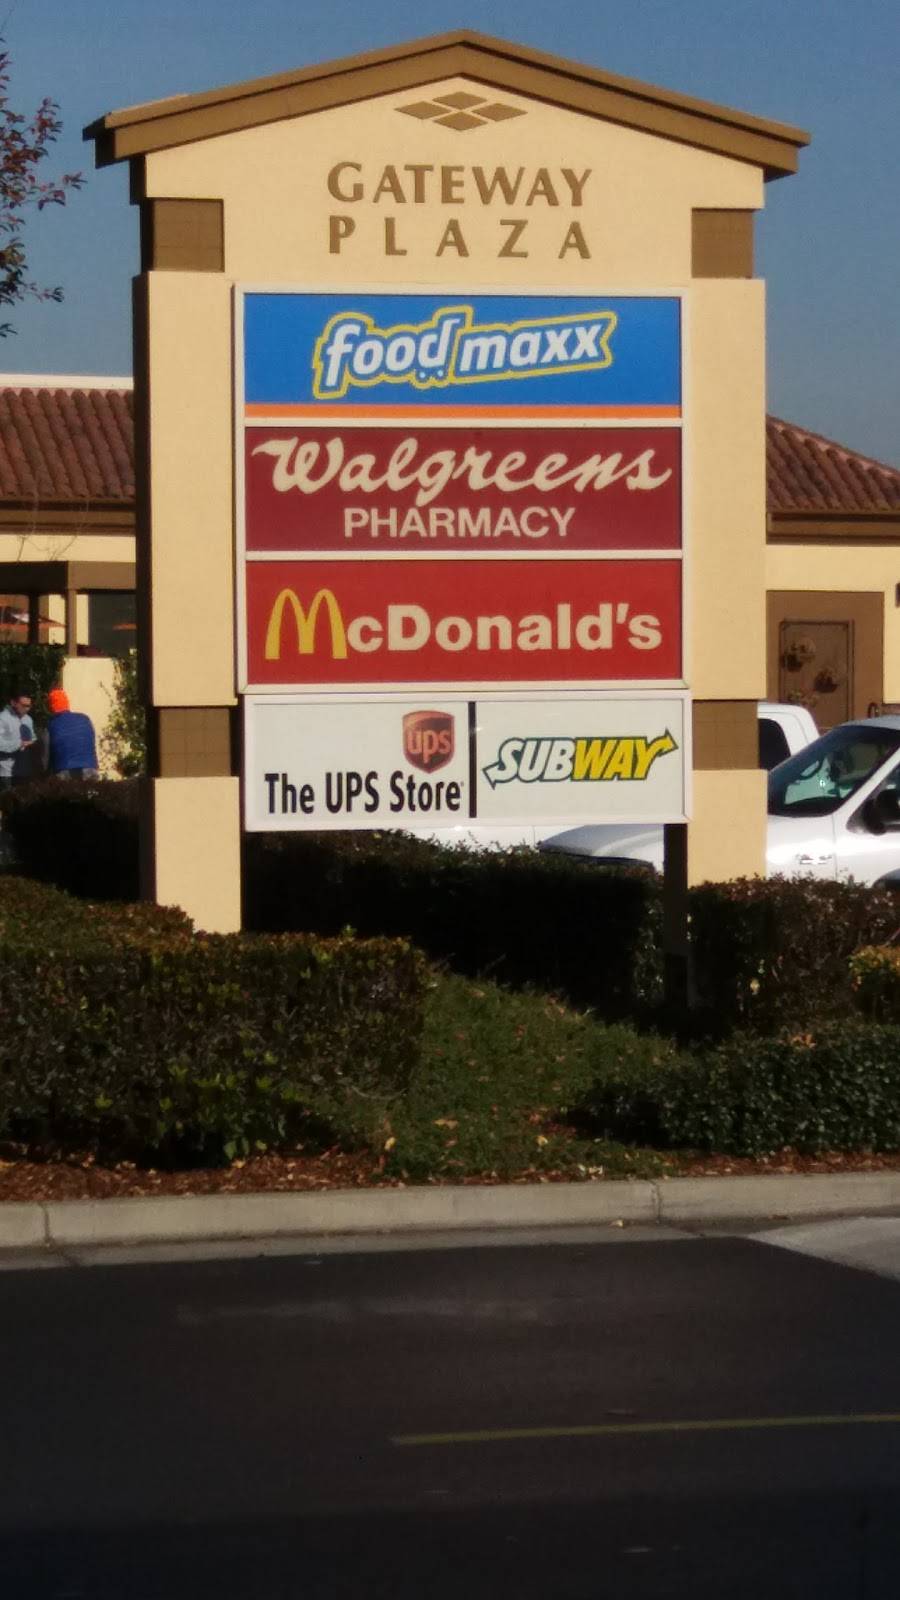 GATEWAY
PLAZA
food maxx
Walgreens
PHARMACY
McDonald's
ups
The UPS Store
SUBWAY